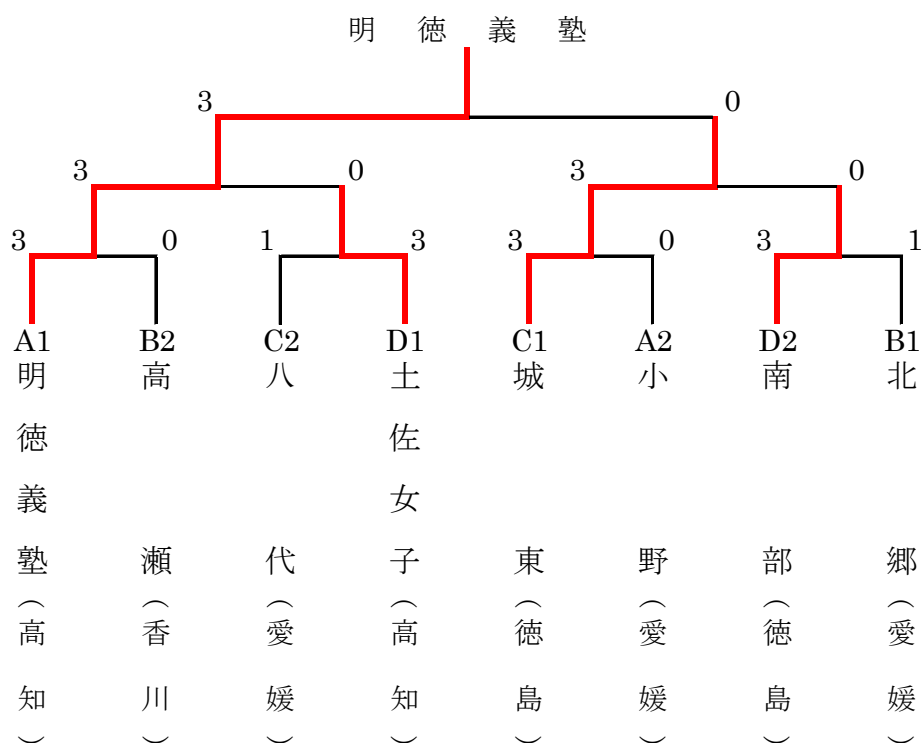 明徳義塾
3 0
3 0 3 0
3 0 1 3 3 0 3 1
A1 B2 C2 D1 C1 A2 D2 B1
明徳義塾(高知)
高瀬(香川)
八代(愛媛)
土佐女子(高知)
城東(徳島)
小野(愛媛)
南部(徳島)
北郷(愛媛)